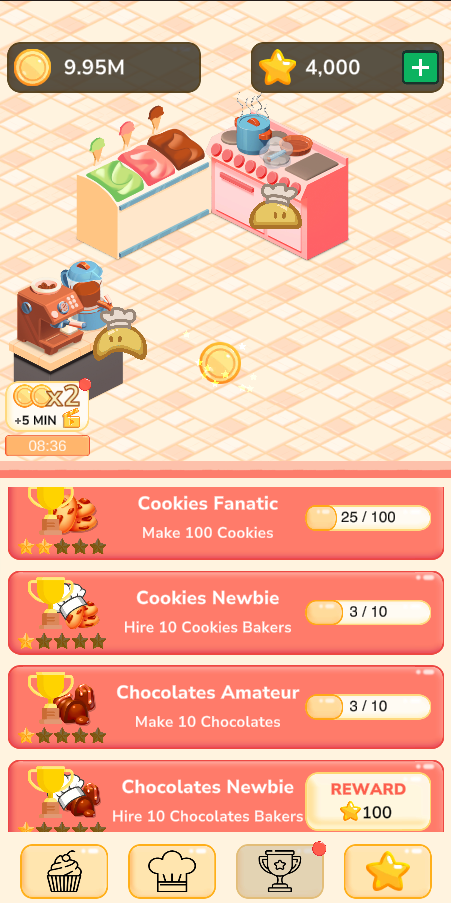 9.95M
4,000
x2
+5 MIN
08:36
Cookies Fanatic
Make 100 Cookies
25 / 100
Cookies Newbie
Hire 10 Cookies Bakers
3 / 10
Chocolates Amateur
Make 10 Chocolates
3 / 10
Chocolates Newbie
Hire 10 Chocolates Bakers
REWARD
100